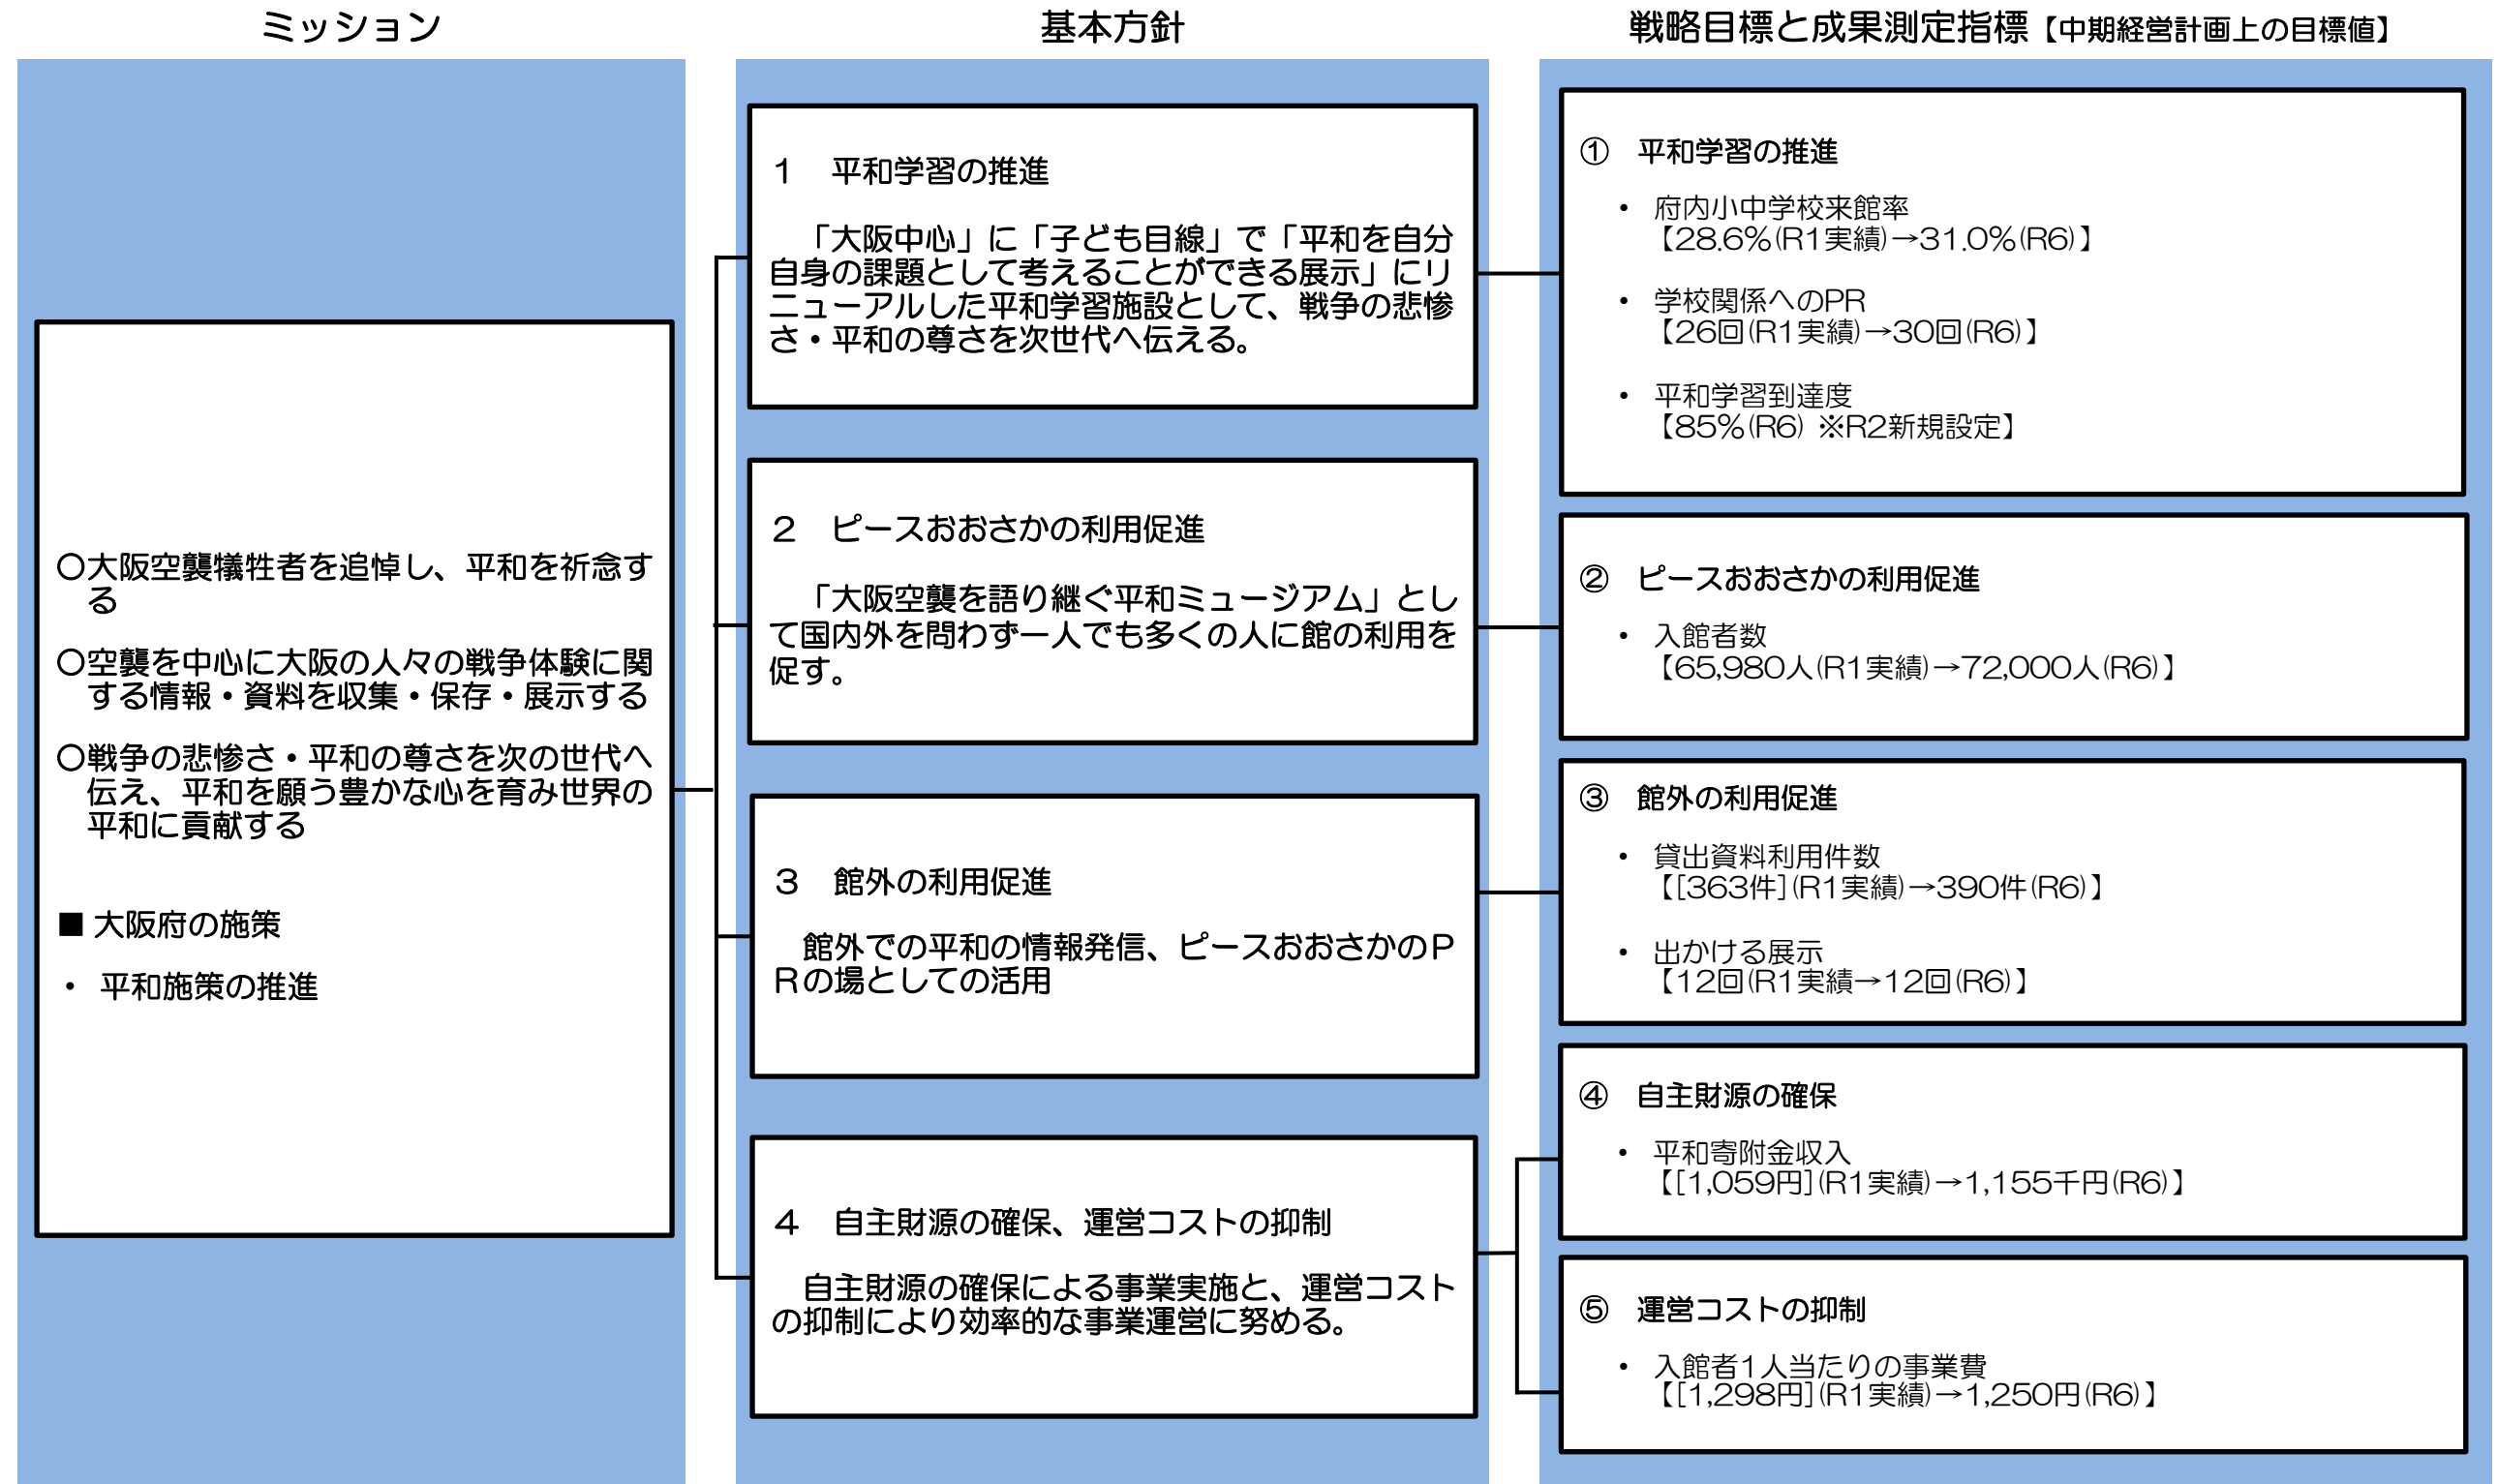 ミッション
〇大阪空襲犠牲者を追悼し、平和を祈念す
る
〇空襲を中心に大阪の人々の戦争体験に関
する情報・資料を収集・保存・展示する
〇戦争の悲惨さ・平和の尊さを次の世代へ
伝え、平和を願う豊かな心を育み世界の
平和に貢献する
■ 大阪府の施策
・ 平和施策の推進
基本方針
１　平和学習の推進
「大阪中心」に「子ども目線」で「平和を自分
自身の課題として考えることができる展示」にリ
ニューアルした平和学習施設として、戦争の悲惨
さ・平和の尊さを次世代へ伝える。
２　ピースおおさかの利用促進
「大阪空襲を語り継ぐ平和ミュージアム」とし
て国内外を問わず一人でも多くの人に館の利用を
促す。
３　館外の利用促進
館外での平和の情報発信、ピースおおさかのＰ
Ｒの場としての活用
４　自主財源の確保、運営コストの抑制
自主財源の確保による事業実施と、運営コスト
の抑制により効率的な事業運営に努める。
戦略目標と成果測定指標【中期経営計画上の目標値】
①　平和学習の推進
・ 府内小中学校来館率
【28.6％(R1実績)→31.0％(R6)】
・ 学校関係へのPR
【26回(R1実績)→30回(R6)】
・ 平和学習到達度
【85％(R6) ※R2新規設定】
②　ピースおおさかの利用促進
・ 入館者数
【65,980人(R1実績)→72,000人(R6)】
③　館外の利用促進
・ 貸出資料利用件数
【[363件](R1実績)→390件(R6)】
・ 出かける展示
【12回(R1実績→12回(R6)】
④　自主財源の確保
・ 平和寄附金収入
【[1,059円](R1実績)→1,155千円(R6)】
⑤　運営コストの抑制
・ 入館者1人当たりの事業費
【[1,298円](R1実績)→1,250円(R6)】